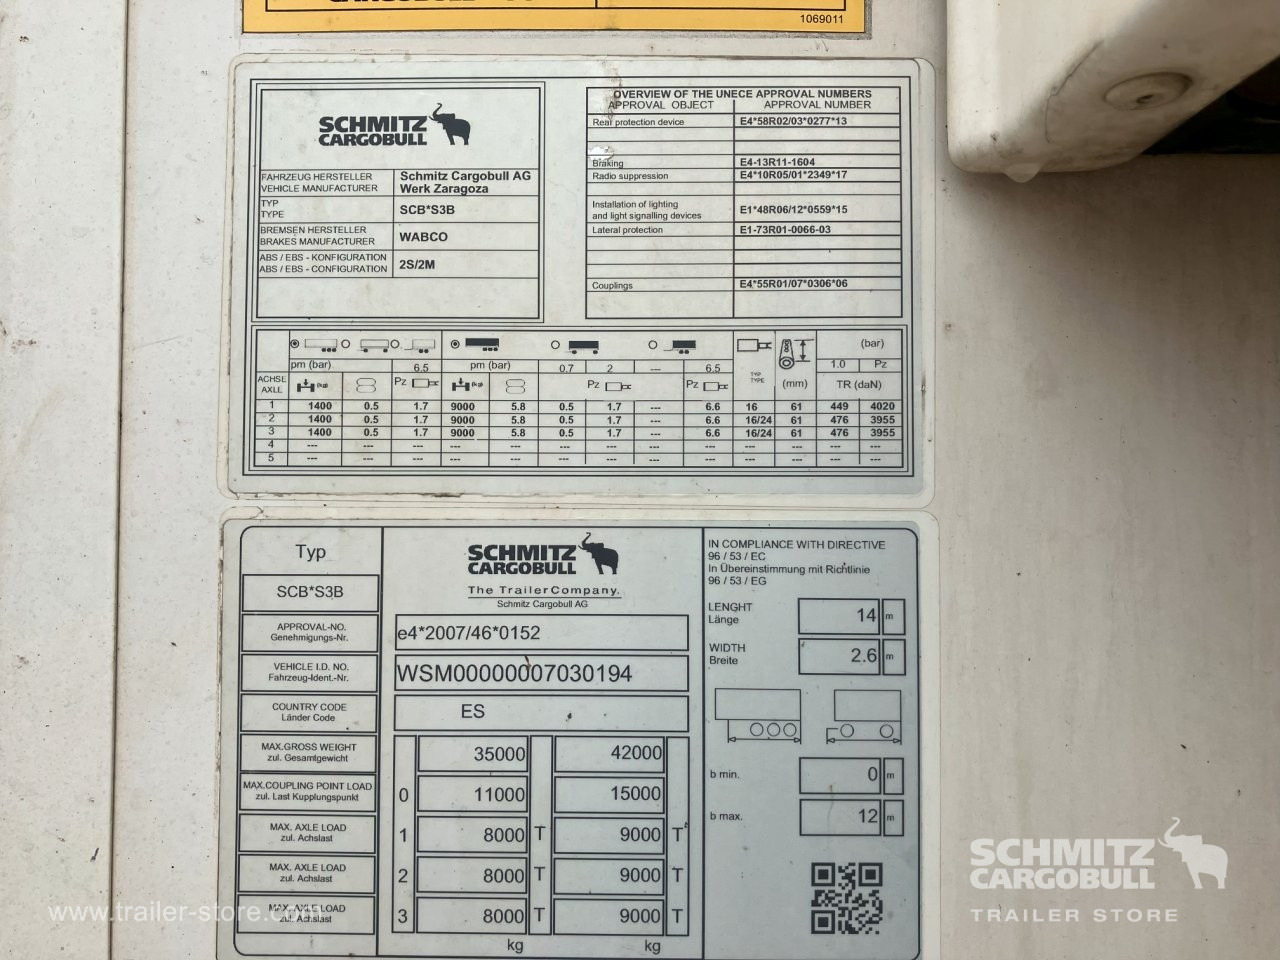 1069011
SCHMITZ
CARGOBULL
FAHRZEUG HERSTELLER
VEHICLE MANUFACTURER
Schmitz Cargobull AG
Werk Zaragoza
TYP
TYPE
SCB*S3B
BREMSEN HERSTELLER
BRAKES MANUFACTURER
WABCO
ABS / EBS - KONFIGURATION
ABS / EBS - CONFIGURATION
2S/2M
OVERVIEW OF THE UNECE APPROVAL NUMBERS
APPROVAL OBJECT APPROVAL NUMBER
Rear protection device E4*58R02/03*0277*13
Braking E4-13R11-1604
Radio suppression E4*10R05/01*2349*17
Installation of lighting
and light signalling devices E1*48R06/12*0559*15
Lateral protection E1-73R01-0066-03
Couplings E4*55R01/07*0306*06
(bar)
pm (bar) 6.5 pm (bar) 0.7 2 --- 6.5 TYP TYPE 1.0 Pz
ACHSE
AXLE (kg) Pz (kg) Pz Pz (mm) TR (daN)
1 1400 0.5 1.7 9000 5.8 0.5 1.7 --- 6.6 16 61 449 4020
2 1400 0.5 1.7 9000 5.8 0.5 1.7 --- 6.6 16/24 61 476 3955
3 1400 0.5 1.7 9000 5.8 0.5 1.7 --- 6.6 16/24 61 476 3955
4 --- --- --- --- --- --- --- --- --- --- --- --- ---
5 --- --- --- --- --- --- --- --- --- --- --- --- ---
Typ
SCB*S3B
SCHMITZ
CARGOBULL
The Trailer Company.
Schmitz Cargobull AG
APPROVAL-NO.
Genehmigungs-Nr.
e4*2007/46*0152
VEHICLE I.D. NO.
Fahrzeug-Ident.-Nr.
WSM00000007030194
COUNTRY CODE
Länder Code
ES
MAX.GROSS WEIGHT
zul. Gesamtgewicht
35000 42000
MAX.COUPLING POINT LOAD
zul. Last Kupplungspunkt
0 11000 15000
MAX. AXLE LOAD
zul. Achslast
1 8000 T 9000 T
MAX. AXLE LOAD
zul. Achslast
2 8000 T 9000 T
MAX. AXLE LOAD
zul. Achslast
3 8000 T 9000 T
kg kg
IN COMPLIANCE WITH DIRECTIVE
96 / 53 / EC
In Übereinstimmung mit Richtlinie
96 / 53 / EG
LENGHT
Länge
14 m
WIDTH
Breite
2.6 m
b min. 0 m
b max. 12 m
www.trailer-store.com
SCHMITZ
CARGOBULL
TRAILER STORE